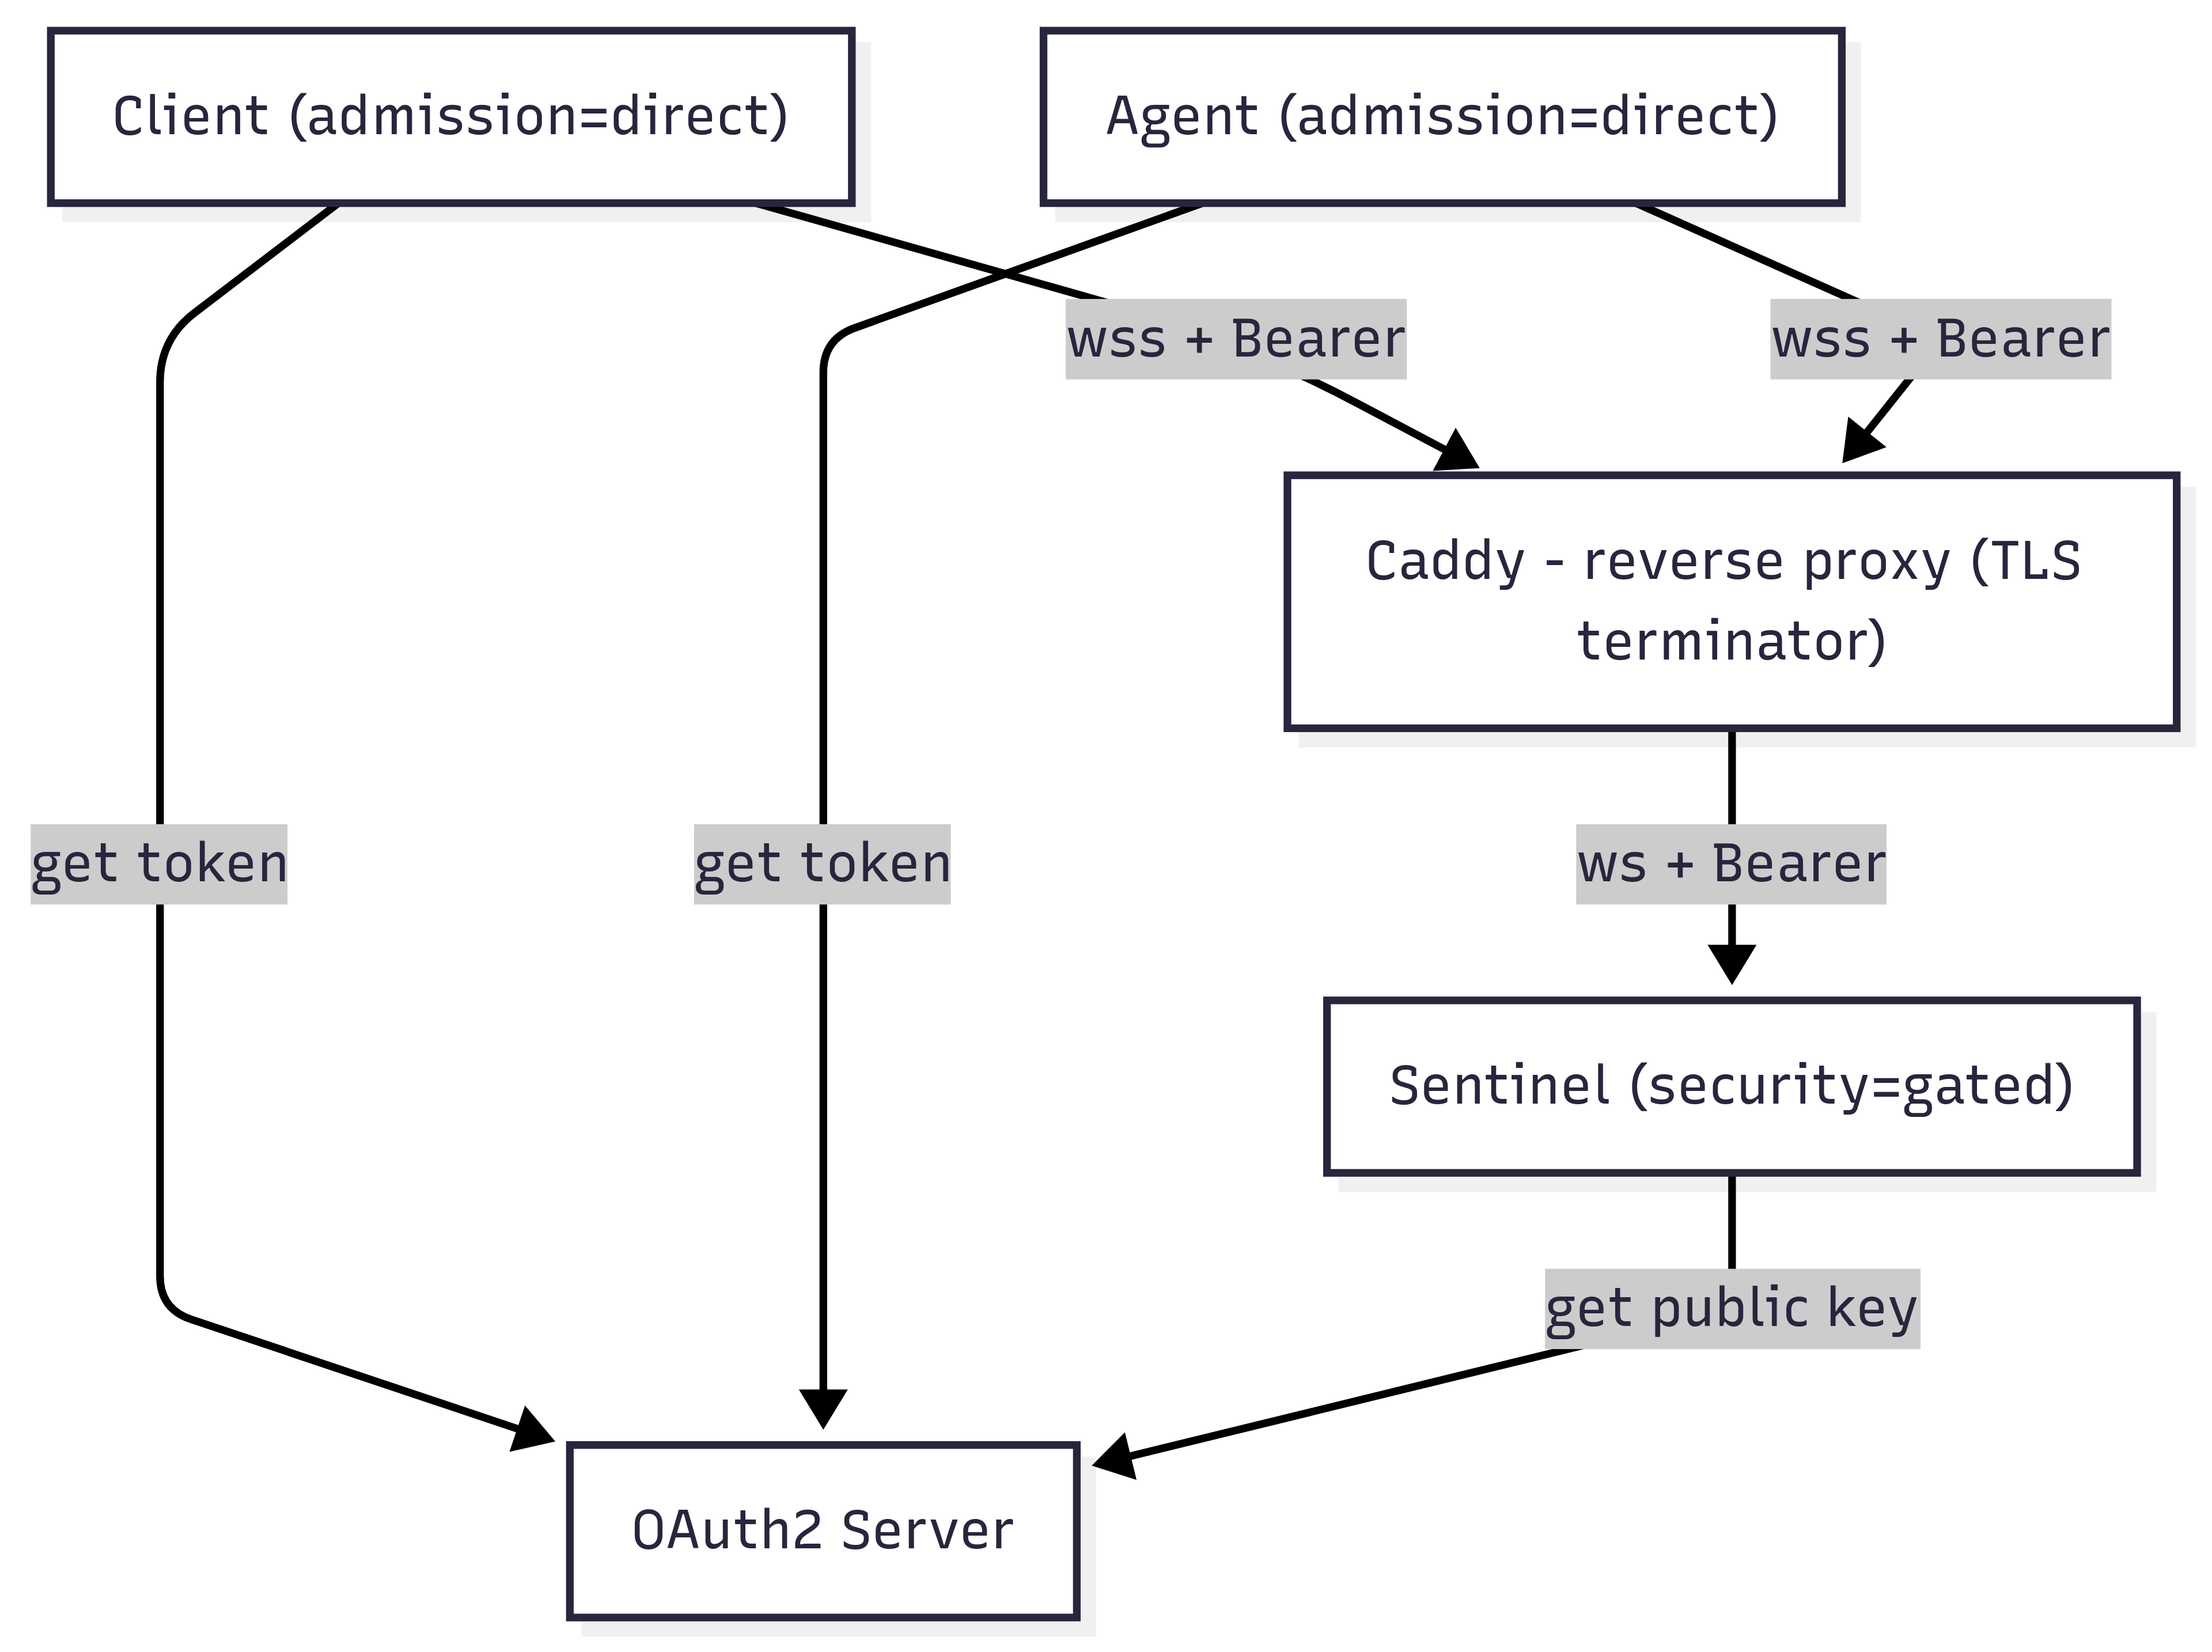 Client (admission=direct)
Agent (admission=direct)
wss + Bearer
wss + Bearer
Caddy - reverse proxy (TLS
terminator)
get token
get token
ws + Bearer
Sentinel (security=gated)
get public key
OAuth2 Server